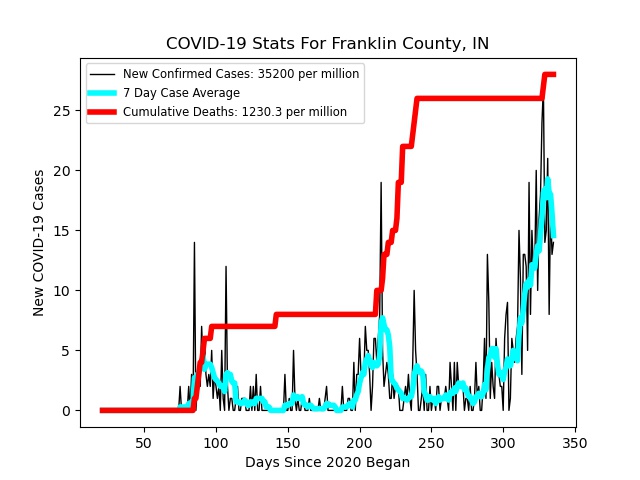 COVID-19 Stats For Franklin County, IN
New Confirmed Cases: 35200 per million
7 Day Case Average
Cumulative Deaths: 1230.3 per million
New COVID-19 Cases
25
20
15
10
5
0
50 100 150 200 250 300 350
Days Since 2020 Began